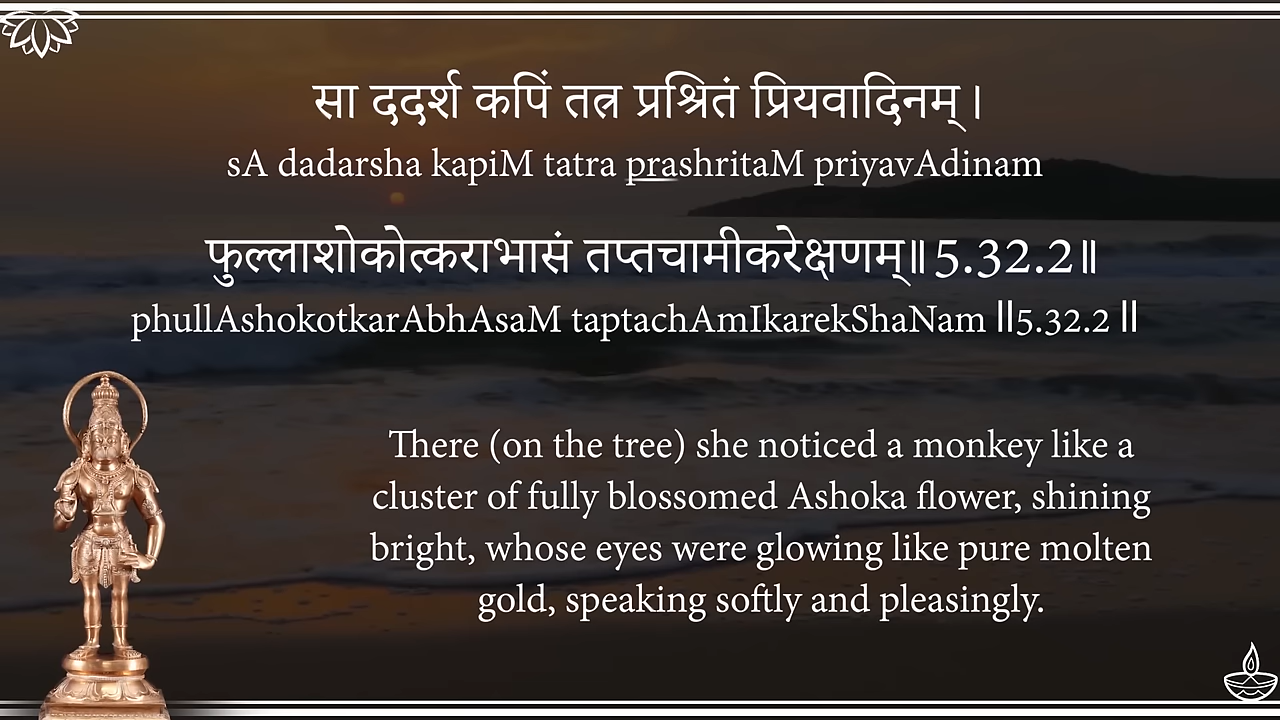 सा ददर्श कपिं तत्र प्रश्रितं प्रियवादिनम् ।
sA dadarsha kapiM tatra prashritaM priyavAdinam
फुल्लाशोकोत्कराभासं तप्तचामीकरेक्षणम्॥ 5.32.2॥
phullAshokotkarAbhAsaM taptachAmIkarekShaNam ॥5.32.2 ॥
There (on the tree) she noticed a monkey like a
cluster of fully blossomed Ashoka flower, shining
bright, whose eyes were glowing like pure molten
gold, speaking softly and pleasingly.